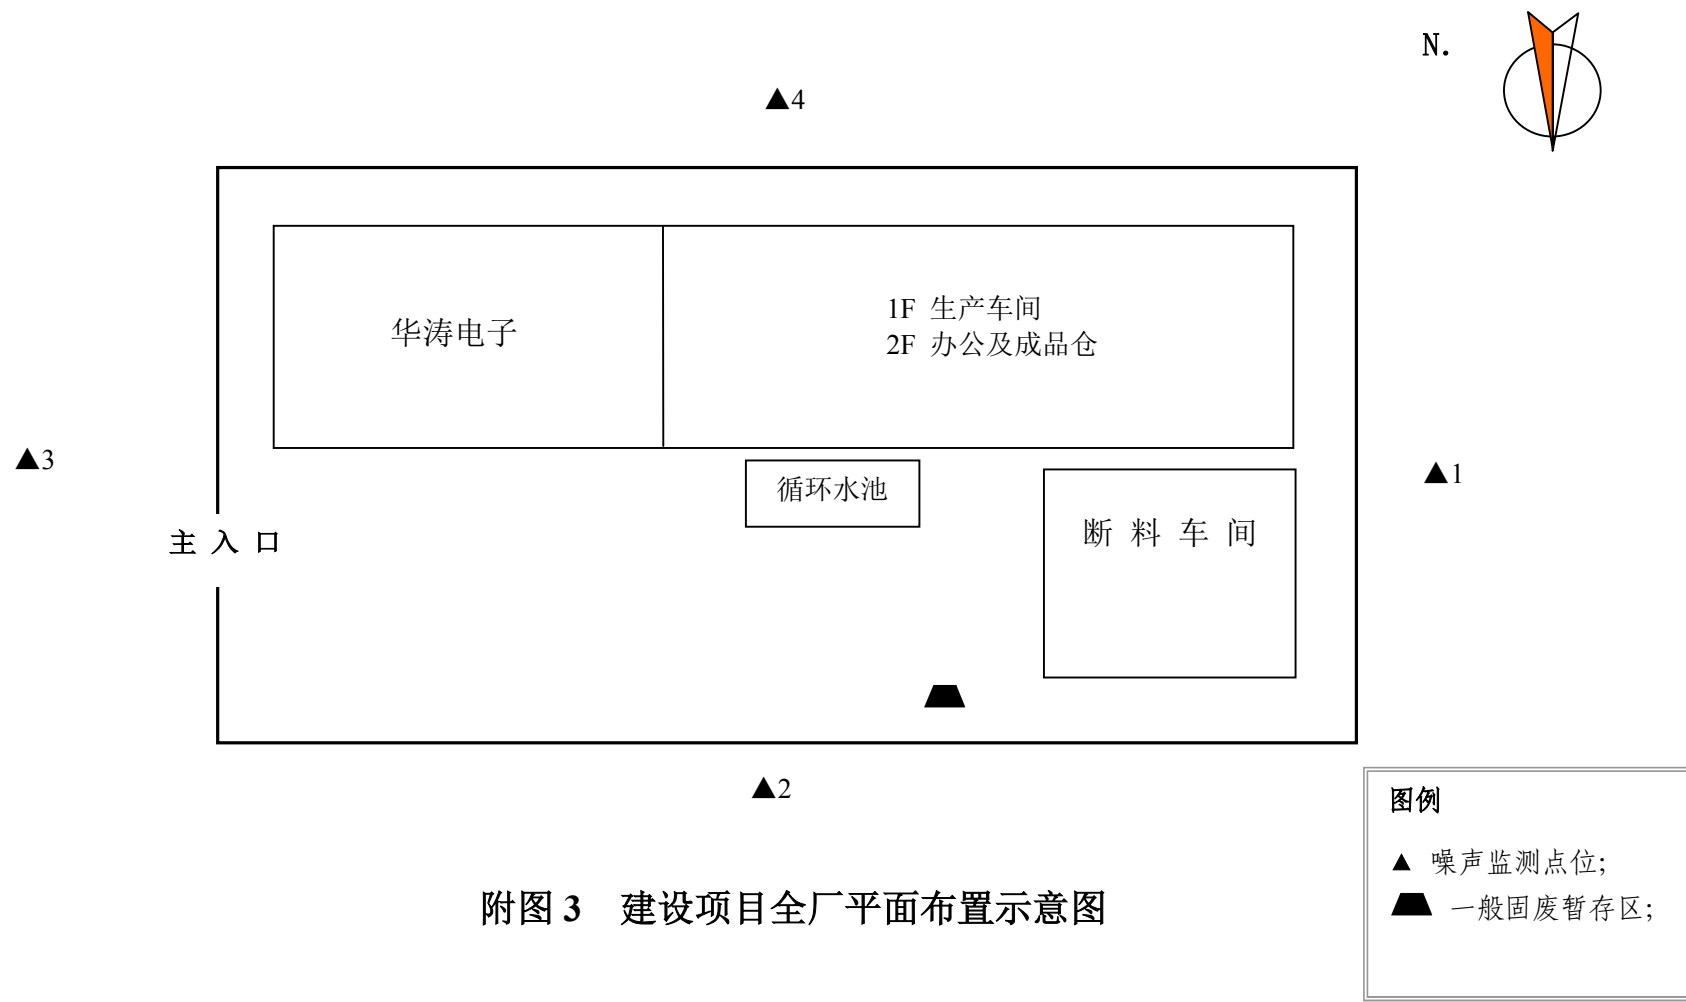 N.
▲4
华涛电子
1F 生产车间
2F 办公及成品仓
▲3
循环水池
▲1
断料车间
主入口
▲2
图例
▲ 噪声监测点位;
一般固废暂存区;
附图 3 建设项目全厂平面布置示意图